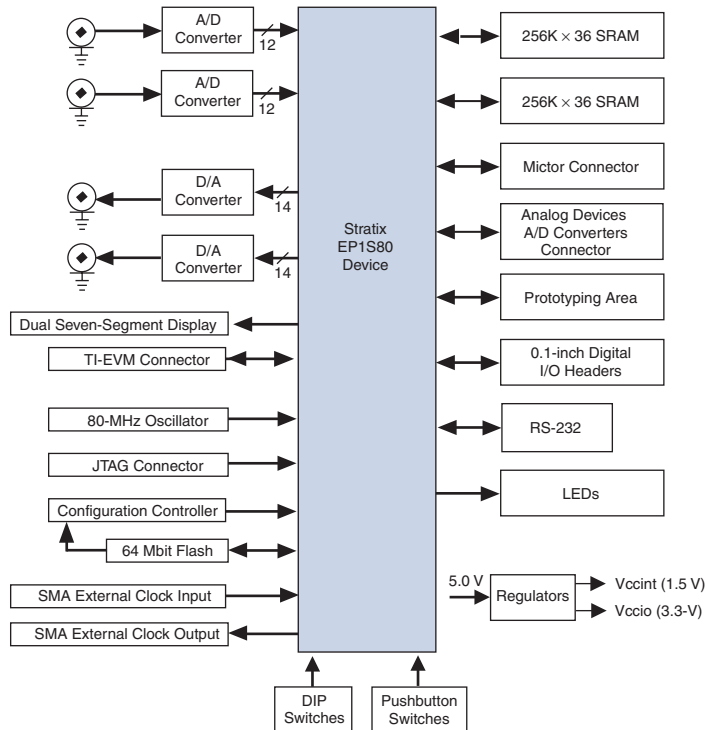 A/D
Converter
12
A/D
Converter
12
D/A
Converter
14
D/A
Converter
14
Dual Seven-Segment Display
TI-EVM Connector
80-MHz Oscillator
JTAG Connector
Configuration Controller
64 Mbit Flash
SMA External Clock Input
SMA External Clock Output
Stratix
EP1S80
Device
256K × 36 SRAM
256K × 36 SRAM
Mictor Connector
Analog Devices
A/D Converters
Connector
Prototyping Area
0.1-inch Digital
I/O Headers
RS-232
LEDs
5.0 V
Regulators
Vccint (1.5 V)
Vccio (3.3-V)
DIP
Switches
Pushbutton
Switches